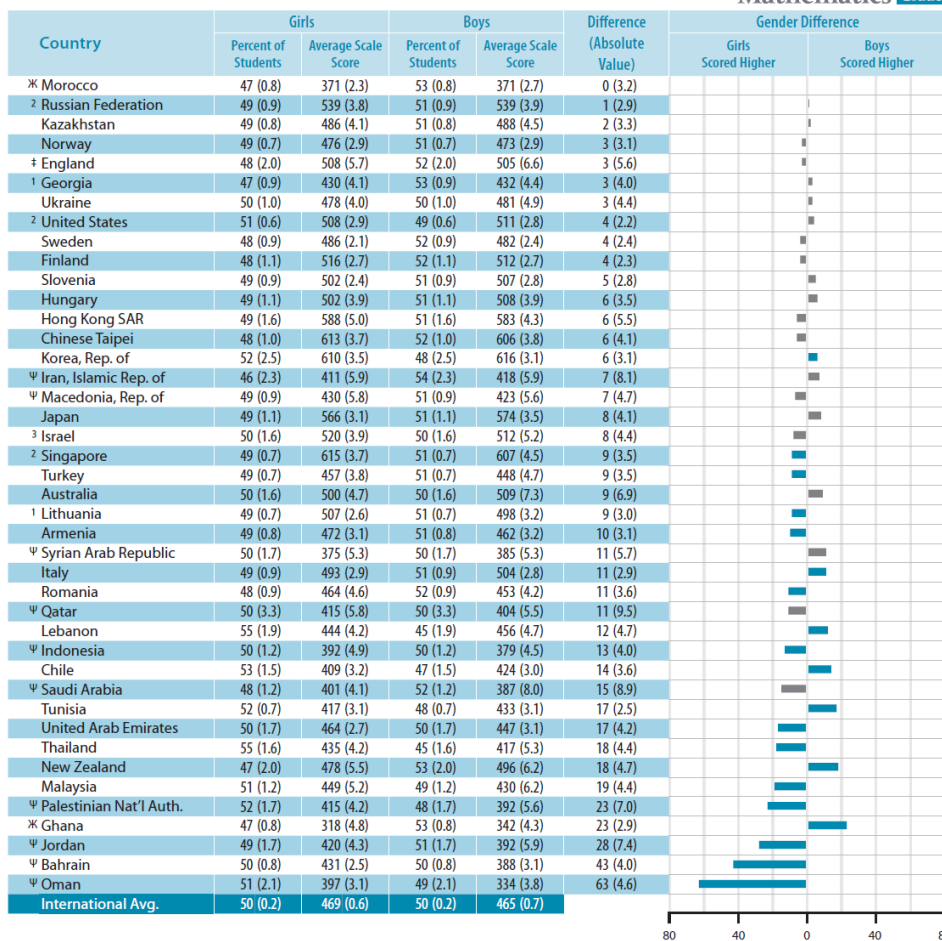 Mathematics
Country
Girls
Boys
Difference (Absolute Value)
Gender Difference
Percent of Students
Average Scale Score
Percent of Students
Average Scale Score
Girls Scored Higher
Boys Scored Higher
Ж Morocco 47 (0.8) 371 (2.3) 53 (0.8) 371 (2.7) 0 (3.2)
2 Russian Federation 49 (0.9) 539 (3.8) 51 (0.9) 539 (3.9) 1 (2.9)
Kazakhstan 49 (0.8) 486 (4.1) 51 (0.8) 488 (4.5) 2 (3.3)
Norway 49 (0.7) 476 (2.9) 51 (0.7) 473 (2.9) 3 (3.1)
‡ England 48 (2.0) 508 (5.7) 52 (2.0) 505 (6.6) 3 (5.6)
1 Georgia 47 (0.9) 430 (4.1) 53 (0.9) 432 (4.4) 3 (4.0)
Ukraine 50 (1.0) 478 (4.0) 50 (1.0) 481 (4.9) 3 (4.4)
2 United States 51 (0.6) 508 (2.9) 49 (0.6) 511 (2.8) 4 (2.2)
Sweden 48 (0.9) 486 (2.1) 52 (0.9) 482 (2.4) 4 (2.4)
Finland 48 (1.1) 516 (2.7) 52 (1.1) 512 (2.7) 4 (2.3)
Slovenia 49 (0.9) 502 (2.4) 51 (0.9) 507 (2.8) 5 (2.8)
Hungary 49 (1.1) 502 (3.9) 51 (1.1) 508 (3.9) 6 (3.5)
Hong Kong SAR 49 (1.6) 588 (5.0) 51 (1.6) 583 (4.3) 6 (5.5)
Chinese Taipei 48 (1.0) 613 (3.7) 52 (1.0) 606 (3.8) 6 (4.1)
Korea, Rep. of 52 (2.5) 610 (3.5) 48 (2.5) 616 (3.1) 6 (3.1)
Ψ Iran, Islamic Rep. of 46 (2.3) 411 (5.9) 54 (2.3) 418 (5.9) 7 (8.1)
Ψ Macedonia, Rep. of 49 (0.9) 430 (5.8) 51 (0.9) 423 (5.6) 7 (4.7)
Japan 49 (1.1) 566 (3.1) 51 (1.1) 574 (3.5) 8 (4.1)
3 Israel 50 (1.6) 520 (3.9) 50 (1.6) 512 (5.2) 8 (4.4)
2 Singapore 49 (0.7) 615 (3.7) 51 (0.7) 607 (4.5) 9 (3.5)
Turkey 49 (0.7) 457 (3.8) 51 (0.7) 448 (4.7) 9 (3.5)
Australia 50 (1.6) 500 (4.7) 50 (1.6) 509 (7.3) 9 (6.9)
1 Lithuania 49 (0.7) 507 (2.6) 51 (0.7) 498 (3.2) 9 (3.0)
Armenia 49 (0.8) 472 (3.1) 51 (0.8) 462 (3.2) 10 (3.1)
Ψ Syrian Arab Republic 50 (1.7) 375 (5.3) 50 (1.7) 385 (5.3) 11 (5.7)
Italy 49 (0.9) 493 (2.9) 51 (0.9) 504 (2.8) 11 (2.9)
Romania 48 (0.9) 464 (4.6) 52 (0.9) 453 (4.2) 11 (3.6)
Ψ Qatar 50 (3.3) 415 (5.8) 50 (3.3) 404 (5.5) 11 (9.5)
Lebanon 55 (1.9) 444 (4.2) 45 (1.9) 456 (4.7) 12 (4.7)
Ψ Indonesia 50 (1.2) 392 (4.9) 50 (1.2) 379 (4.5) 13 (4.0)
Chile 53 (1.5) 409 (3.2) 47 (1.5) 424 (3.0) 14 (3.6)
Ψ Saudi Arabia 48 (1.2) 401 (4.1) 52 (1.2) 387 (8.0) 15 (8.9)
Tunisia 52 (0.7) 417 (3.1) 48 (0.7) 433 (3.1) 17 (2.5)
United Arab Emirates 50 (1.7) 464 (2.7) 50 (1.7) 447 (3.1) 17 (4.2)
Thailand 55 (1.6) 435 (4.2) 45 (1.6) 417 (5.3) 18 (4.4)
New Zealand 47 (2.0) 478 (5.5) 53 (2.0) 496 (6.2) 18 (4.7)
Malaysia 51 (1.2) 449 (5.2) 49 (1.2) 430 (6.2) 19 (4.4)
Ψ Palestinian Nat'l Auth. 52 (1.7) 415 (4.2) 48 (1.7) 392 (5.6) 23 (7.0)
Ж Ghana 47 (0.8) 318 (4.8) 53 (0.8) 342 (4.3) 23 (2.9)
Ψ Jordan 49 (1.7) 420 (4.3) 51 (1.7) 392 (5.9) 28 (7.4)
Ψ Bahrain 50 (0.8) 431 (2.5) 50 (0.8) 388 (3.1) 43 (4.0)
Ψ Oman 51 (2.1) 397 (3.1) 49 (2.1) 334 (3.8) 63 (4.6)
International Avg. 50 (0.2) 469 (0.6) 50 (0.2) 465 (0.7)
80 40 0 40